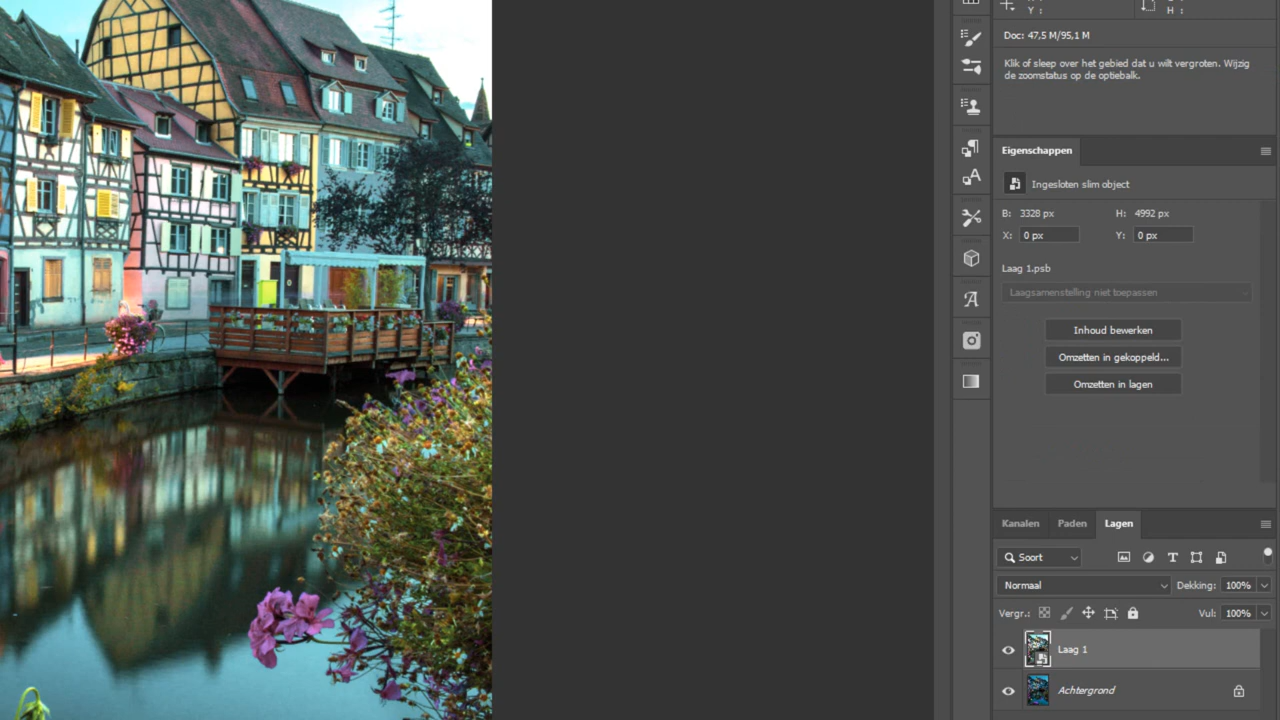 Y :
H :
Doc: 47,5 M/95,1 M
Klik of sleep over het gebied dat u wilt vergroten. Wijzig
de zoomstatus op de optiebalk.
Eigenschappen
Ingesloten slim object
B: 3328 px H: 4992 px
X: 0 px Y: 0 px
Laag 1.psb
Laagsamenstelling niet toepassen
Inhoud bewerken
Omzetten in gekoppeld...
Omzetten in lagen
Kanalen Paden Lagen
Soort
Normaal Dekking: 100%
Vergr.: Vul: 100%
Laag 1
Achtergrond